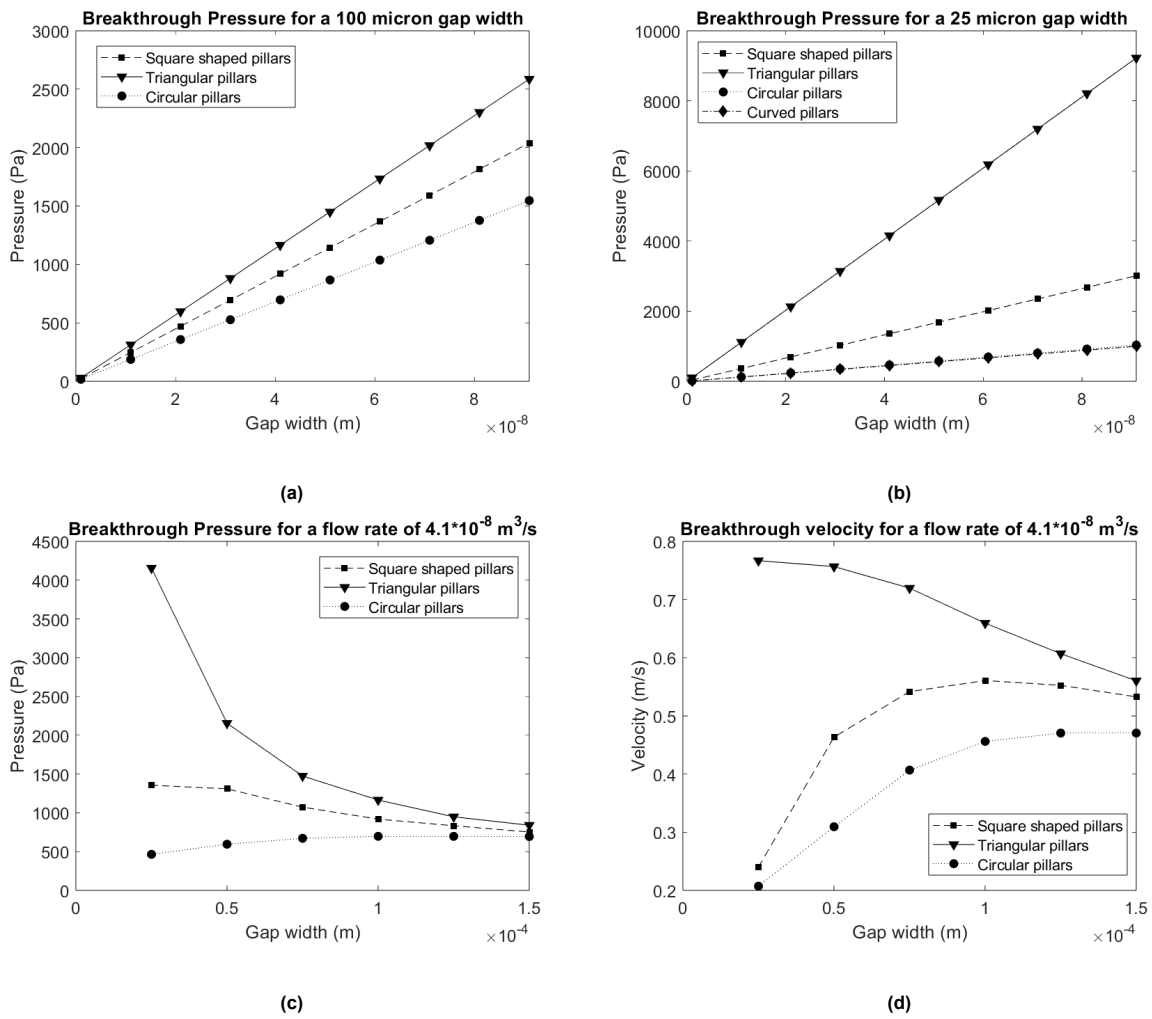 Breakthrough Pressure for a 100 micron gap width
3000
2500
2000
1500
1000
500
0
Pressure (Pa)
Square shaped pillars
Triangular pillars
Circular pillars
0 2 4 6 8
Gap width (m)
×10⁻⁸
(a)
Breakthrough Pressure for a 25 micron gap width
10000
8000
6000
4000
2000
0
Pressure (Pa)
Square shaped pillars
Triangular pillars
Circular pillars
Curved pillars
0 2 4 6 8
Gap width (m)
×10⁻⁸
(b)
Breakthrough Pressure for a flow rate of 4.1*10⁻⁸ m³/s
4500
4000
3500
3000
2500
2000
1500
1000
500
0
Pressure (Pa)
Square shaped pillars
Triangular pillars
Circular pillars
0 0.5 1 1.5
Gap width (m)
×10⁻⁴
(c)
Breakthrough velocity for a flow rate of 4.1*10⁻⁸ m³/s
0.8
0.7
0.6
0.5
0.4
0.3
0.2
Velocity (m/s)
Square shaped pillars
Triangular pillars
Circular pillars
0 0.5 1 1.5
Gap width (m)
×10⁻⁴
(d)